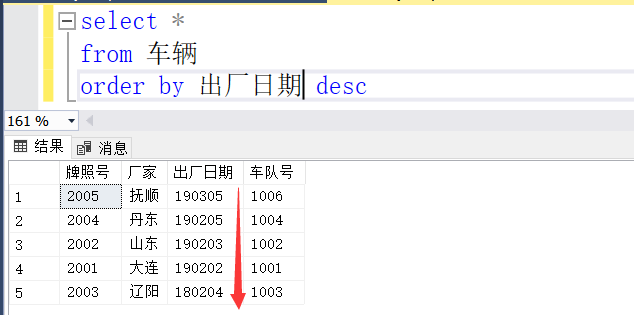 select *
from 车辆
order by 出厂日期 desc
161 %
结果 消息
牌照号 厂家 出厂日期 车队号
1 2005 抚顺 190305 1006
2 2004 丹东 190205 1004
3 2002 山东 190203 1002
4 2001 大连 190202 1001
5 2003 辽阳 180204 1003